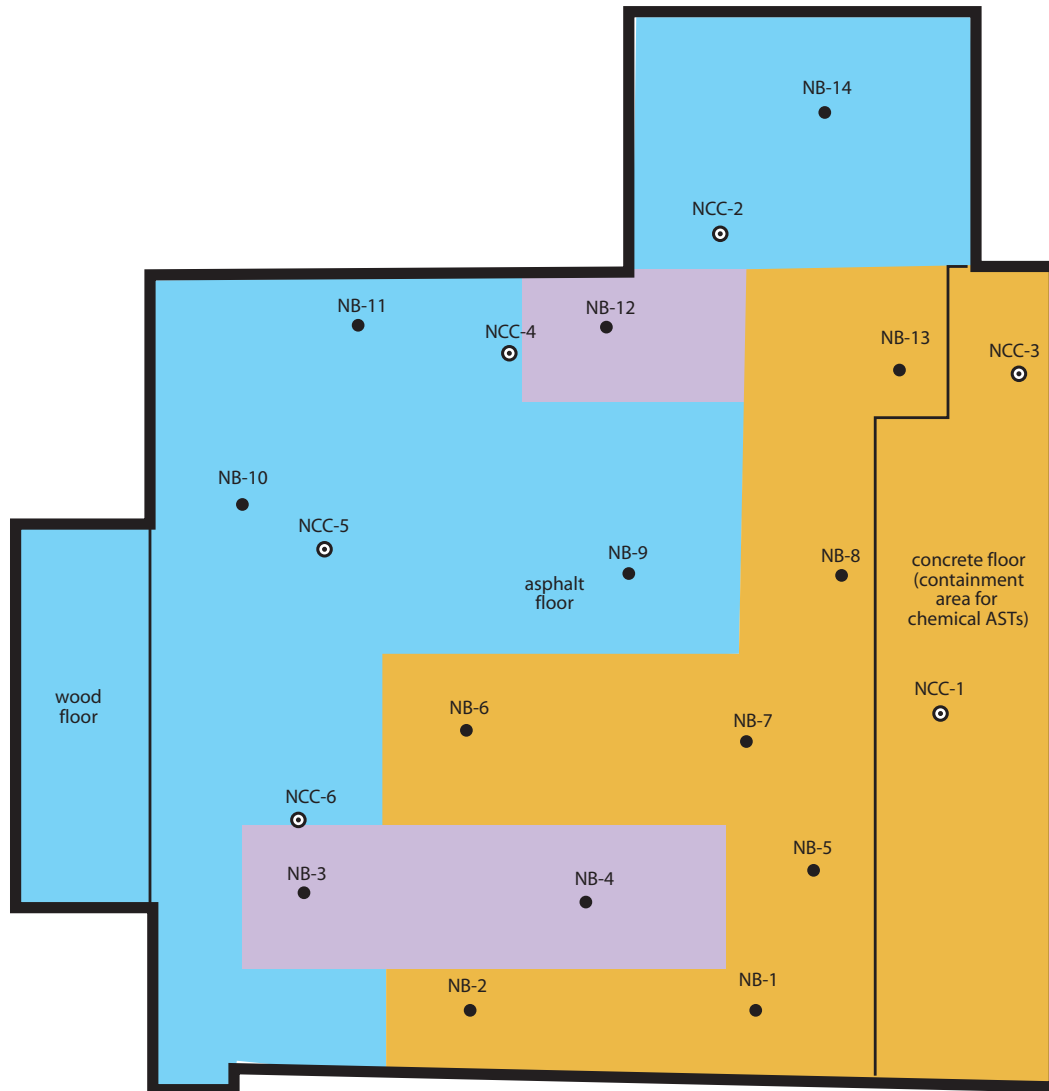 NB-14
NCC-2
NB-11
NB-12
NCC-4
NB-13
NCC-3
NB-10
NCC-5
NB-9
NB-8
asphalt
floor
concrete floor
(containment
area for
chemical ASTs)
wood
floor
NCC-1
NB-6
NB-7
NCC-6
NB-5
NB-3
NB-4
NB-2
NB-1